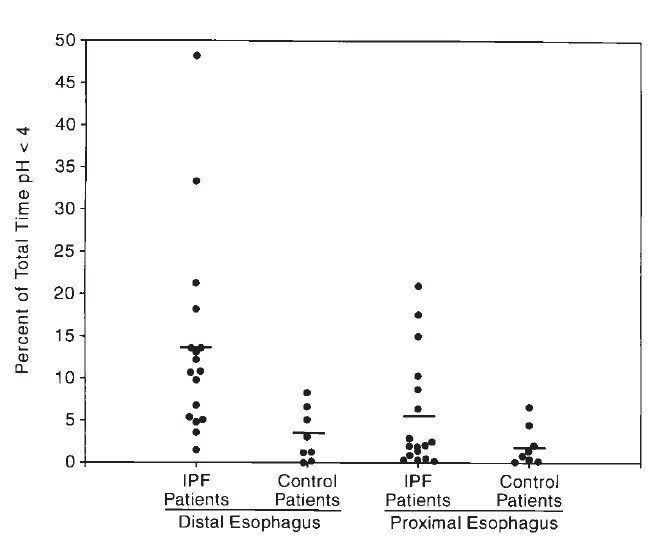 50
45
40
35
30
25
20
15
10
5
0
Percent of Total Time pH < 4
IPF Patients
Control Patients
IPF Patients
Control Patients
Distal Esophagus
Proximal Esophagus